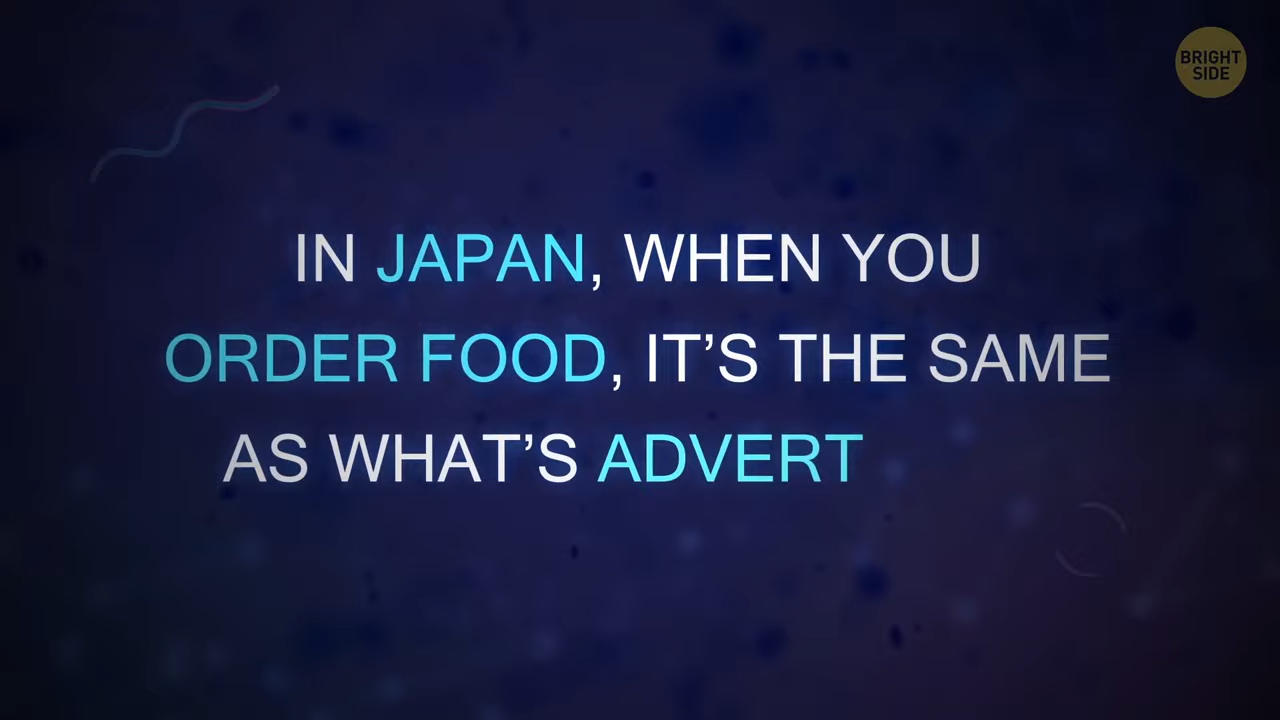 BRIGHT
SIDE
IN JAPAN, WHEN YOU
ORDER FOOD, IT’S THE SAME
AS WHAT’S ADVERT